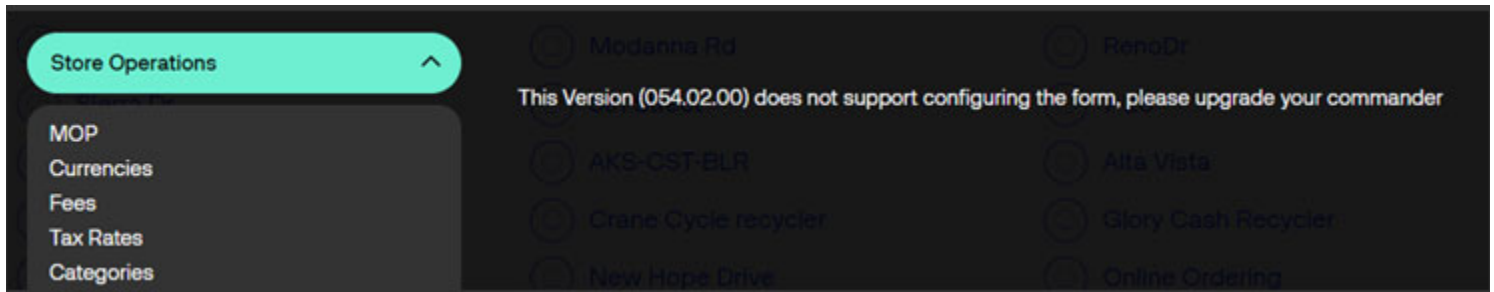 Modanna Rd
RenoDr
Store Operations
This Version (054.02.00) does not support configuring the form, please upgrade your commander
MOP
Currencies
AKS-CST-BLR
Alta Vista
Fees
Crane Cycle recycler
Glory Cash Recycler
Tax Rates
Categories
New Hope Drive
Online Ordering